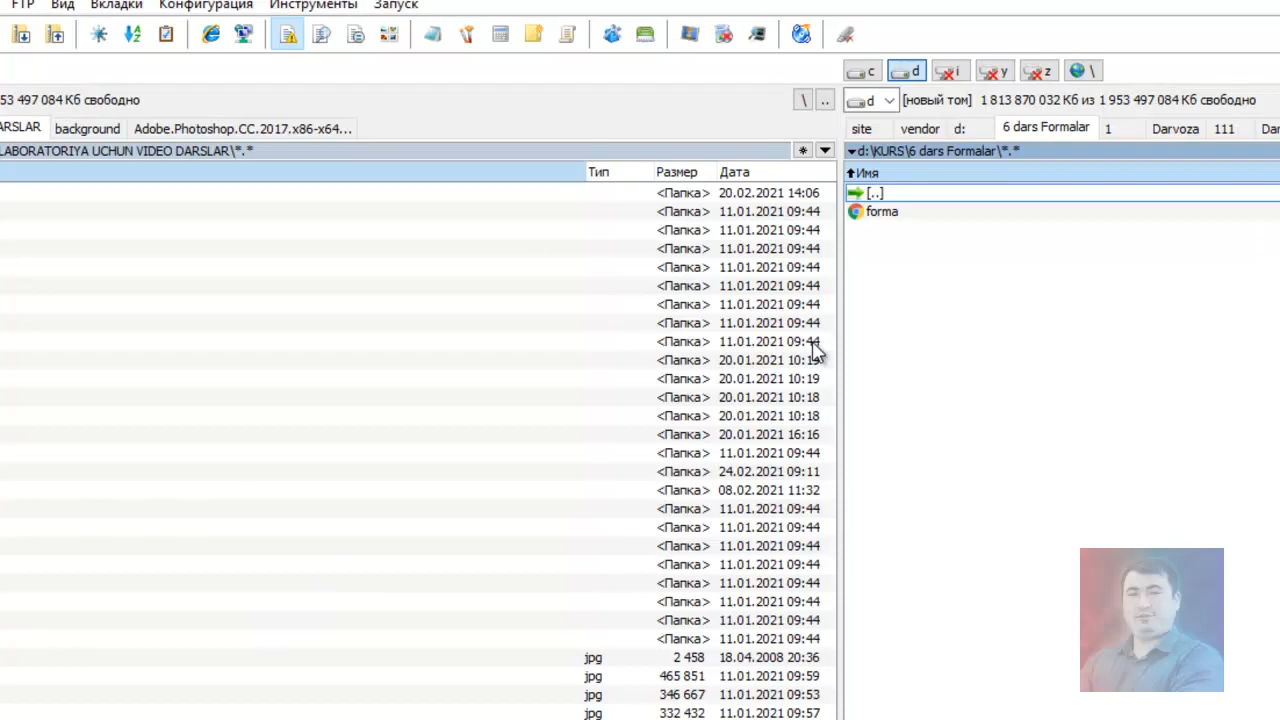 FTP Вид Вкладки Конфигурация Инструменты Запуск
c d i y z \
53 497 084 Кб свободно \ .. d [новый том] 1 813 870 032 Кб из 1 953 497 084 Кб свободно
ARSLAR background Adobe.Photoshop.CC.2017.x86-x64... site vendor d: 6 dars Formalar 1 Darvoza 111 Dar
LABORATORIYA UCHUN VIDEO DARSLAR\*.* * d:\KURS\6 dars Formalar\*.*
Тип Размер Дата Имя
<Папка> 20.02.2021 14:06 [..]
<Папка> 11.01.2021 09:44 forma
<Папка> 11.01.2021 09:44
<Папка> 11.01.2021 09:44
<Папка> 11.01.2021 09:44
<Папка> 11.01.2021 09:44
<Папка> 11.01.2021 09:44
<Папка> 11.01.2021 09:44
<Папка> 11.01.2021 09:44
<Папка> 20.01.2021 10:19
<Папка> 20.01.2021 10:19
<Папка> 20.01.2021 10:18
<Папка> 20.01.2021 10:18
<Папка> 20.01.2021 16:16
<Папка> 11.01.2021 09:44
<Папка> 24.02.2021 09:11
<Папка> 08.02.2021 11:32
<Папка> 11.01.2021 09:44
<Папка> 11.01.2021 09:44
<Папка> 11.01.2021 09:44
<Папка> 11.01.2021 09:44
<Папка> 11.01.2021 09:44
<Папка> 11.01.2021 09:44
<Папка> 11.01.2021 09:44
<Папка> 11.01.2021 09:44
jpg 2 458 18.04.2008 20:36
jpg 465 851 11.01.2021 09:59
jpg 346 667 11.01.2021 09:53
jpg 332 432 11.01.2021 09:57